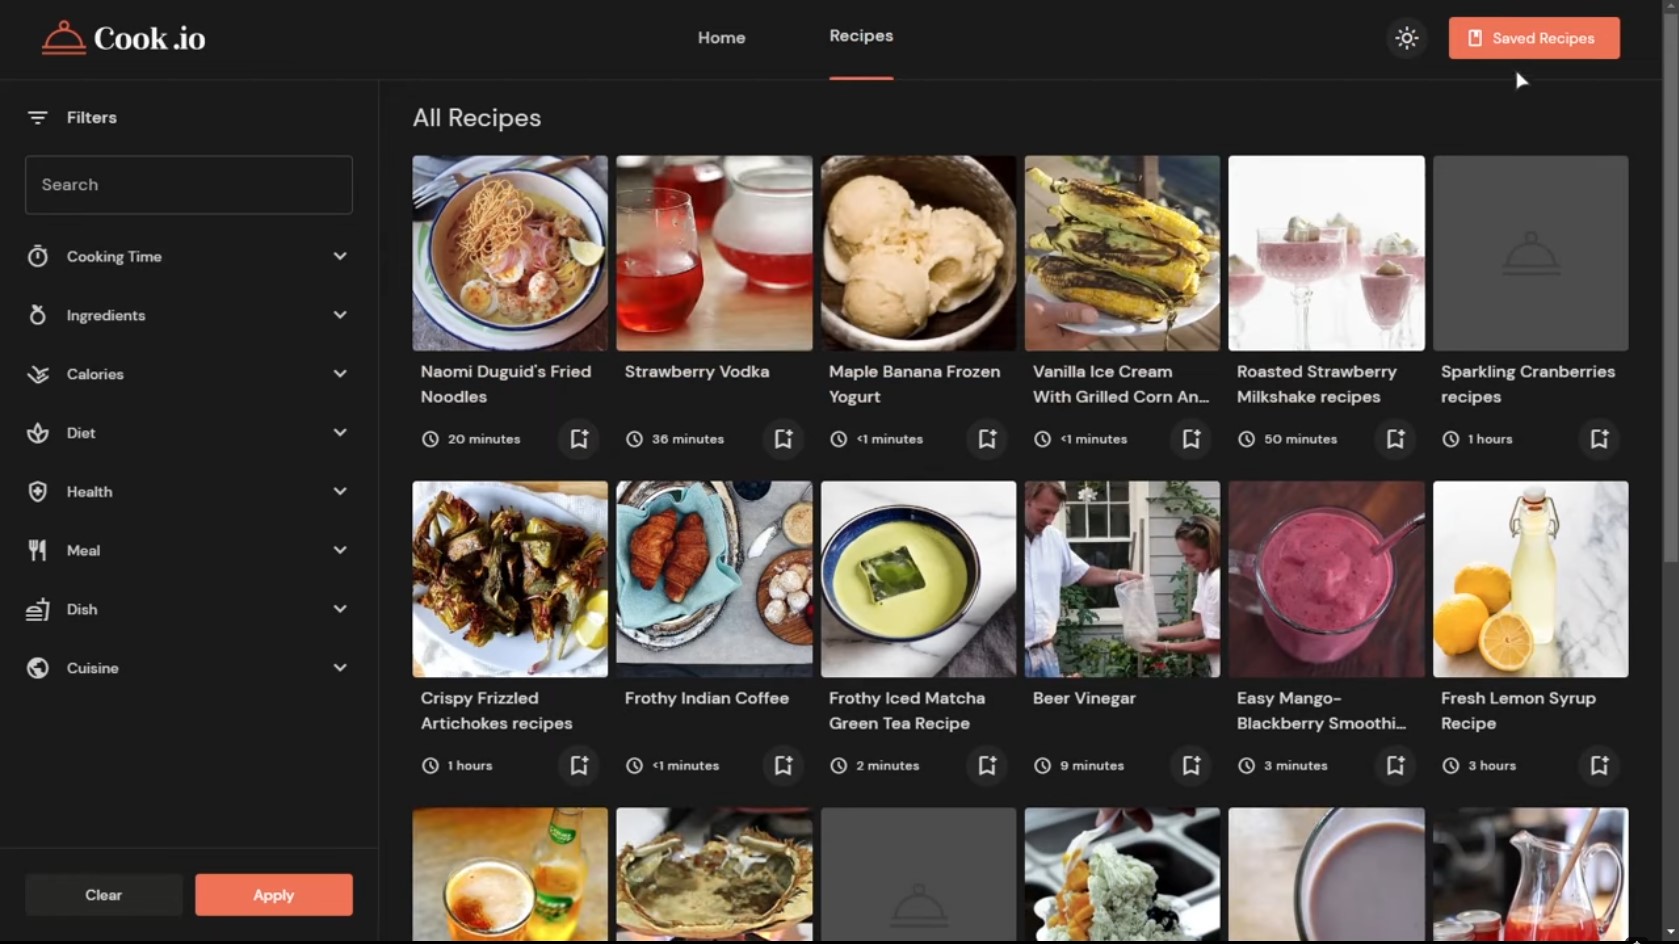 Cook.io
Home
Recipes
Saved Recipes
Filters
Search
Cooking Time
Ingredients
Calories
Diet
Health
Meal
Dish
Cuisine
Clear
Apply
All Recipes
Naomi Duguid's Fried
Noodles
20 minutes
Strawberry Vodka
36 minutes
Maple Banana Frozen
Yogurt
<1 minutes
Vanilla Ice Cream
With Grilled Corn An...
<1 minutes
Roasted Strawberry
Milkshake recipes
50 minutes
Sparkling Cranberries
recipes
1 hours
Crispy Frizzled
Artichokes recipes
1 hours
Frothy Indian Coffee
<1 minutes
Frothy Iced Matcha
Green Tea Recipe
2 minutes
Beer Vinegar
9 minutes
Easy Mango-
Blackberry Smoothi...
3 minutes
Fresh Lemon Syrup
Recipe
3 hours